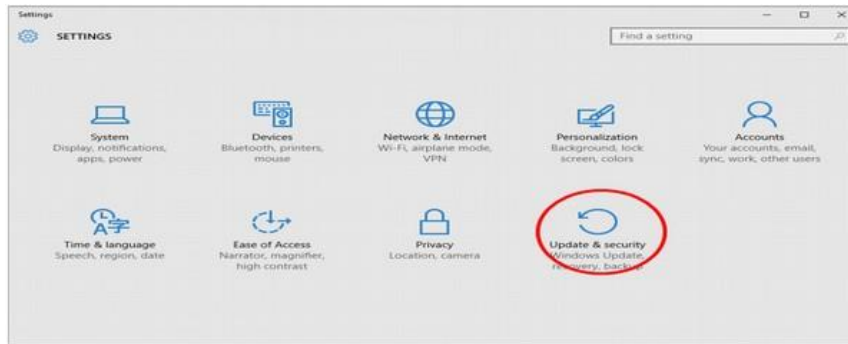 Settings
SETTINGS
Find a setting
System
Display, notifications,
apps, power
Devices
Bluetooth, printers,
mouse
Network & Internet
Wi-Fi, airplane mode,
VPN
Personalization
Background, lock
screen, colors
Accounts
Your accounts, email,
sync, work, other users
A字
Time & language
Speech, region, date
Ease of Access
Narrator, magnifier,
high contrast
Privacy
Location, camera
Update & security
Windows Update,
recovery, backup